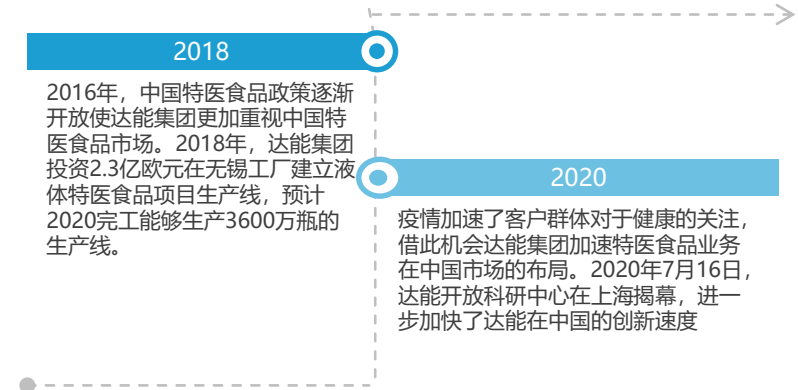 2018
2016年，中国特医食品政策逐渐
开放使达能集团更加重视中国特
医食品市场。2018年，达能集团
投资2.3亿欧元在无锡工厂建立液
体特医食品项目生产线，预计
2020完工能够生产3600万瓶的
生产线。
2020
疫情加速了客户群体对于健康的关注，
借此机会达能集团加速特医食品业务
在中国市场的布局。2020年7月16日，
达能开放科研中心在上海揭幕，进一
步加快了达能在中国的创新速度